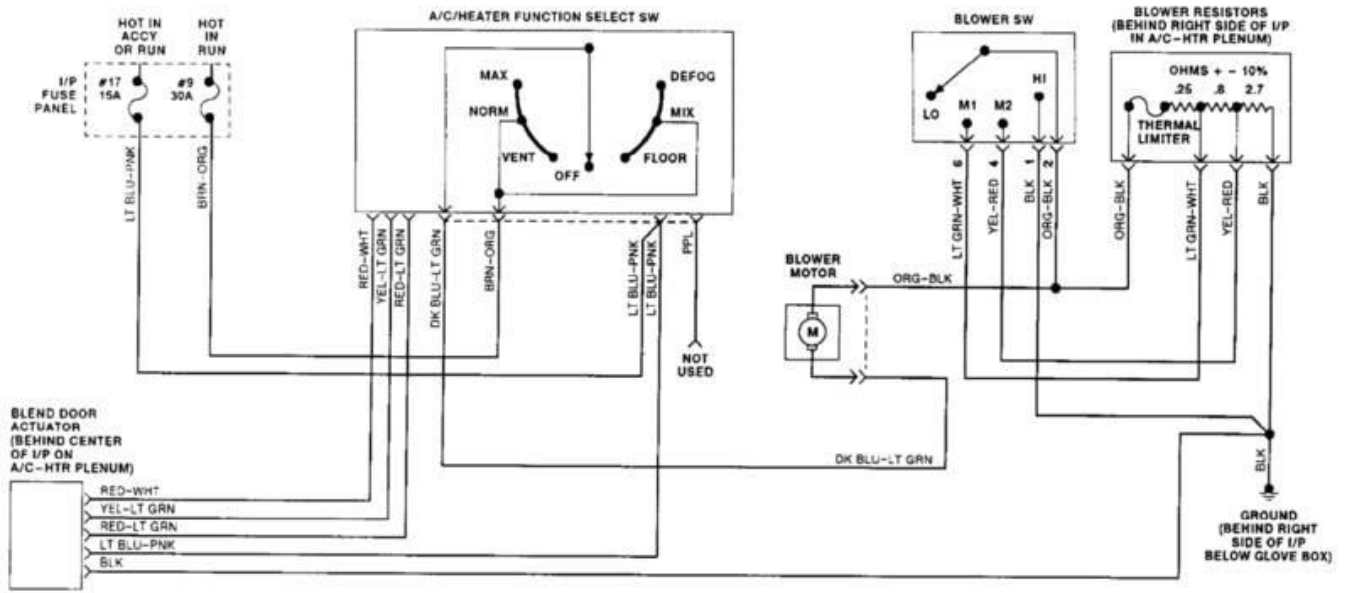 HOT IN
ACCY
OR RUN
HOT
IN
RUN
I/P
FUSE
PANEL
#17
15A
#9
30A
LT BLU-PNK
BRN-ORG
A/C/HEATER FUNCTION SELECT SW
MAX
NORM
VENT
OFF
DEFOG
MIX
FLOOR
RED-WHT
YEL-LT GRN
RED-LT GRN
DK BLU-LT GRN
BRN-ORG
LT BLU-PNK
LT BLU-PNK
PPL
NOT
USED
BLOWER SW
LO
M1
M2
HI
6
4
1
2
LT GRN-WHT
YEL-RED
BLK
ORG-BLK
BLOWER RESISTORS
(BEHIND RIGHT SIDE OF I/P
IN A/C-HTR PLENUM)
OHMS + - 10%
.25 .8 2.7
THERMAL
LIMITER
ORG-BLK
LT GRN-WHT
YEL-RED
BLK
BLOWER
MOTOR
M
ORG-BLK
DK BLU-LT GRN
BLK
GROUND
(BEHIND RIGHT
SIDE OF I/P
BELOW GLOVE BOX)
BLEND DOOR
ACTUATOR
(BEHIND CENTER
OF I/P ON
A/C-HTR PLENUM)
RED-WHT
YEL-LT GRN
RED-LT GRN
LT BLU-PNK
BLK